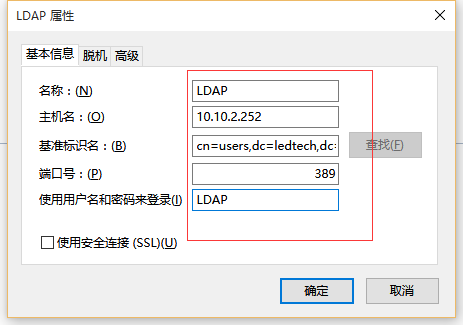 LDAP 属性
基本信息 脱机 高级
名称：(N) LDAP
主机名：(O) 10.10.2.252
基准标识名：(B) cn=users,dc=ledtech,dc= 查找(F)
端口号：(P) 389
使用用户名和密码来登录(I) LDAP
使用安全连接 (SSL)(U)
确定 取消